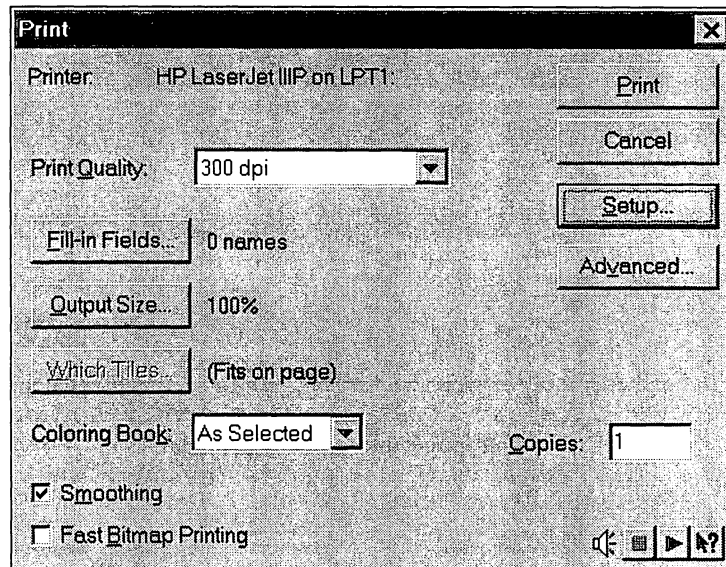 Print
Printer: HP LaserJet IIIP on LPT1:
Print
Cancel
Print Quality: 300 dpi
Setup...
Fill-in Fields... 0 names
Advanced...
Output Size... 100%
Which Tiles... (Fits on page)
Coloring Book: As Selected
Copies: 1
Smoothing
Fast Bitmap Printing